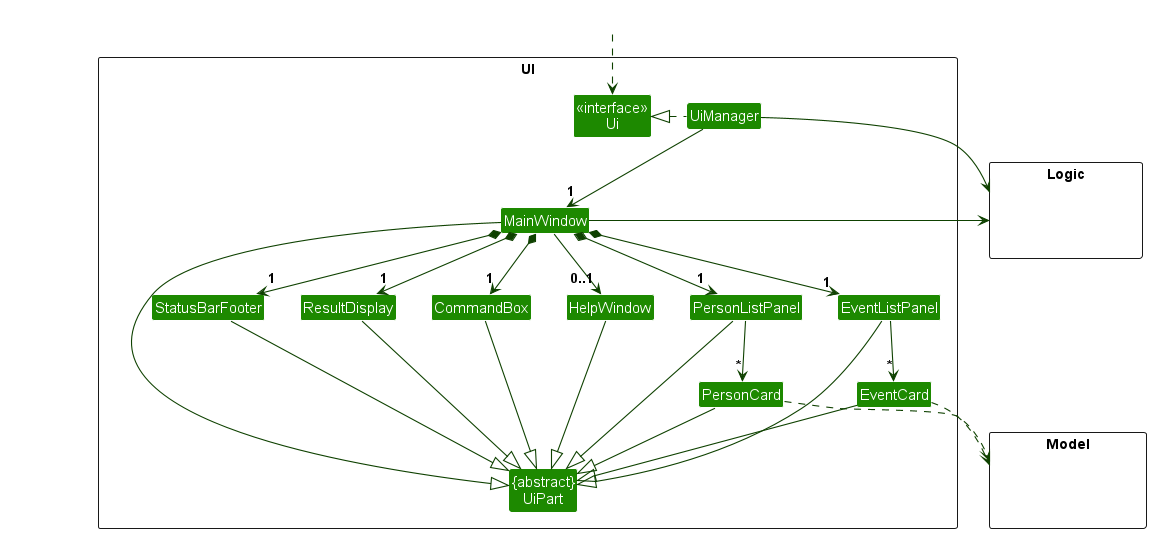 UI
«interface»
Ui
UiManager
Logic
1
MainWindow
1
1
1
0..1
1
1
StatusBarFooter
ResultDisplay
CommandBox
HelpWindow
PersonListPanel
EventListPanel
*
*
PersonCard
EventCard
Model
{abstract}
UiPart